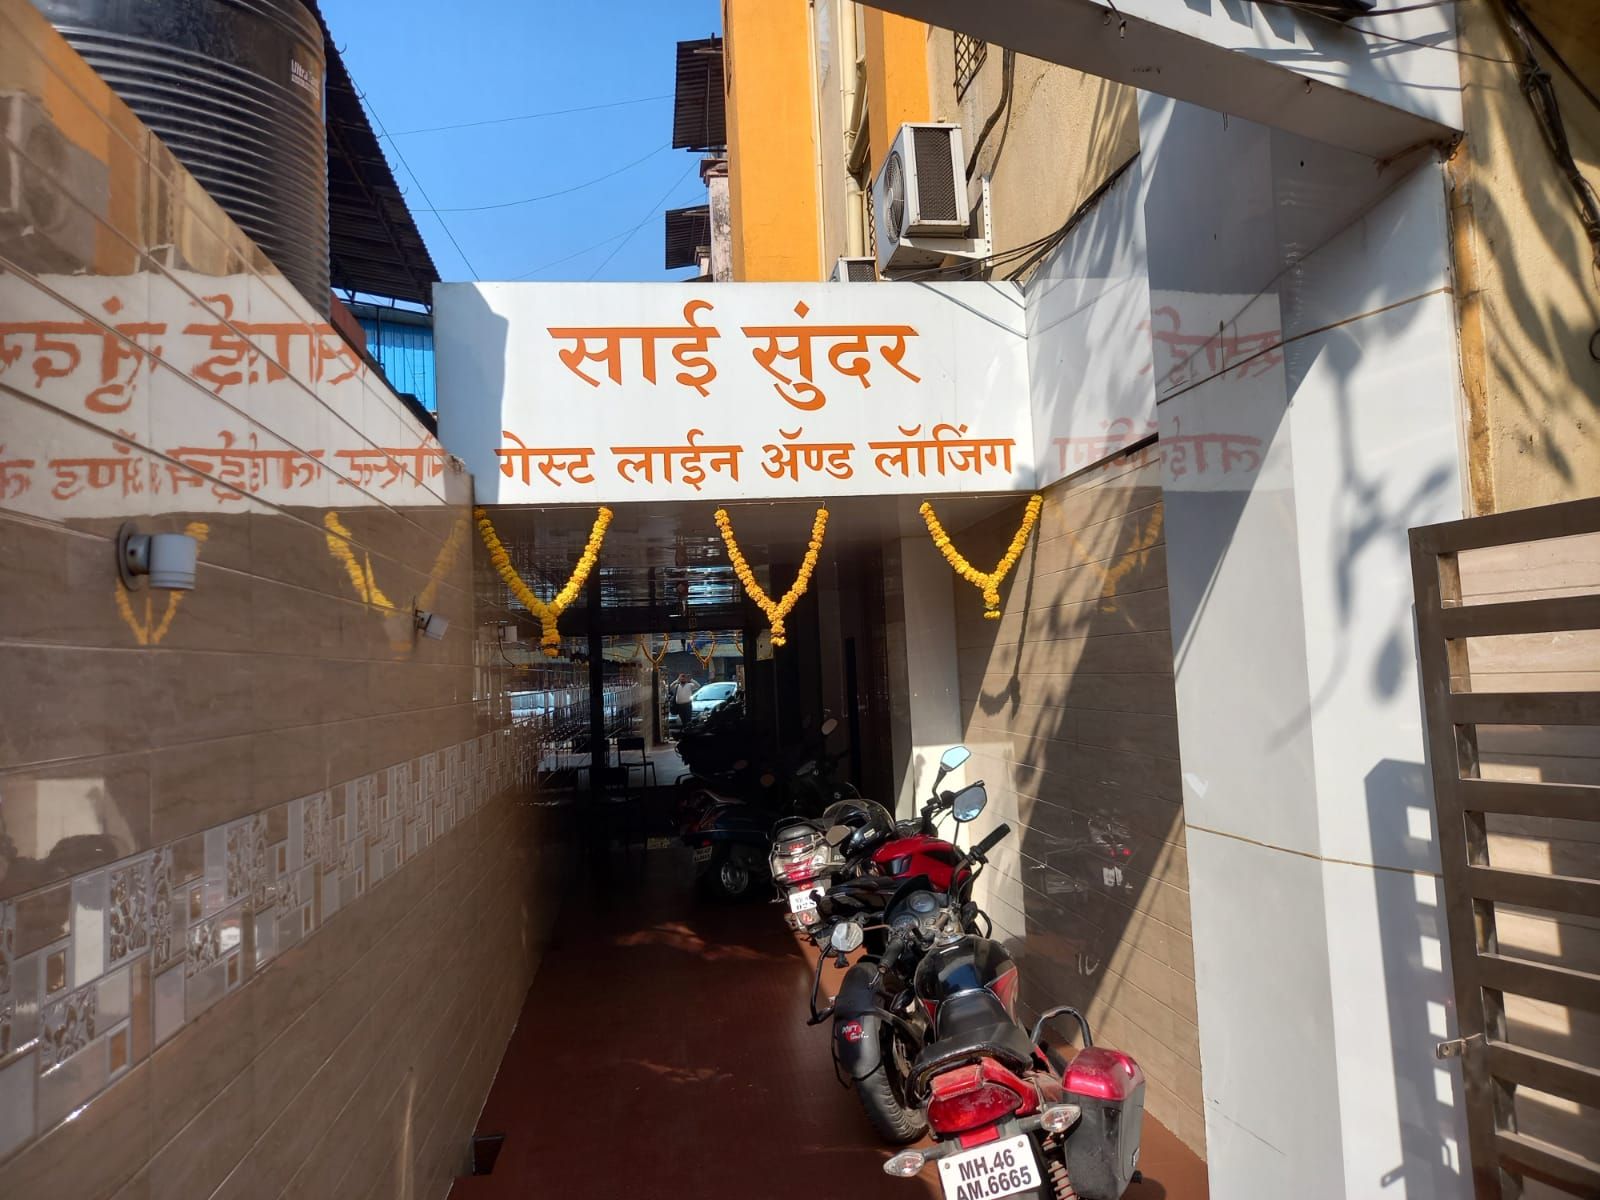 साई सुंदर
गेस्ट लाईन ॲण्ड लॉजिंग
MH.46
AM.6665